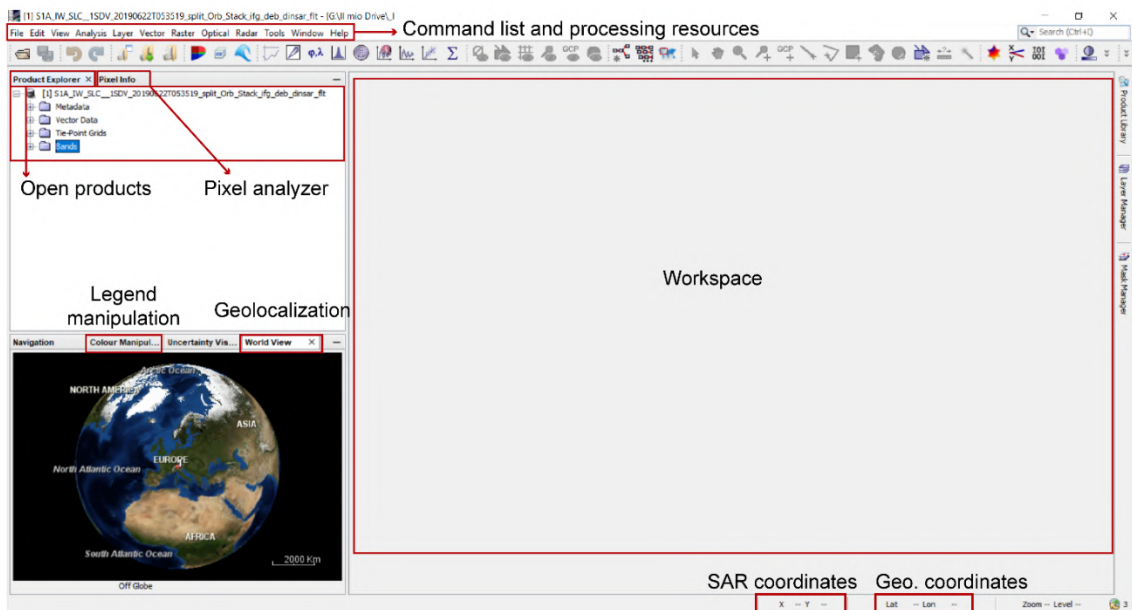 [1] S1A_IW_SLC__1SDV_20190622T053519_split_Orb_Stack_ifg_deb_dinsar_flt - [G:\Il mio Drive\_I
File Edit View Analysis Layer Vector Raster Optical Radar Tools Window Help
Command list and processing resources
Search (Ctrl+I)
GCP
φ,λ
Σ
GCP
Product Explorer × Pixel Info
[1] S1A_IW_SLC__1SDV_20190622T053519_split_Orb_Stack_ifg_deb_dinsar_flt
Metadata
Vector Data
Tie-Point Grids
Bands
Open products
Pixel analyzer
Product Library
Layer Manager
Mask Manager
Workspace
Legend
manipulation
Geolocalization
Navigation
Colour Manipul...
Uncertainty Vis...
World View ×
Arctic Ocean
NORTH AMERICA
ASIA
EUROPE
North Atlantic Ocean
AFRICA
South Atlantic Ocean
2000 Km
Off Globe
SAR coordinates
Geo. coordinates
X -- Y --
Lat -- Lon --
Zoom -- Level --
3